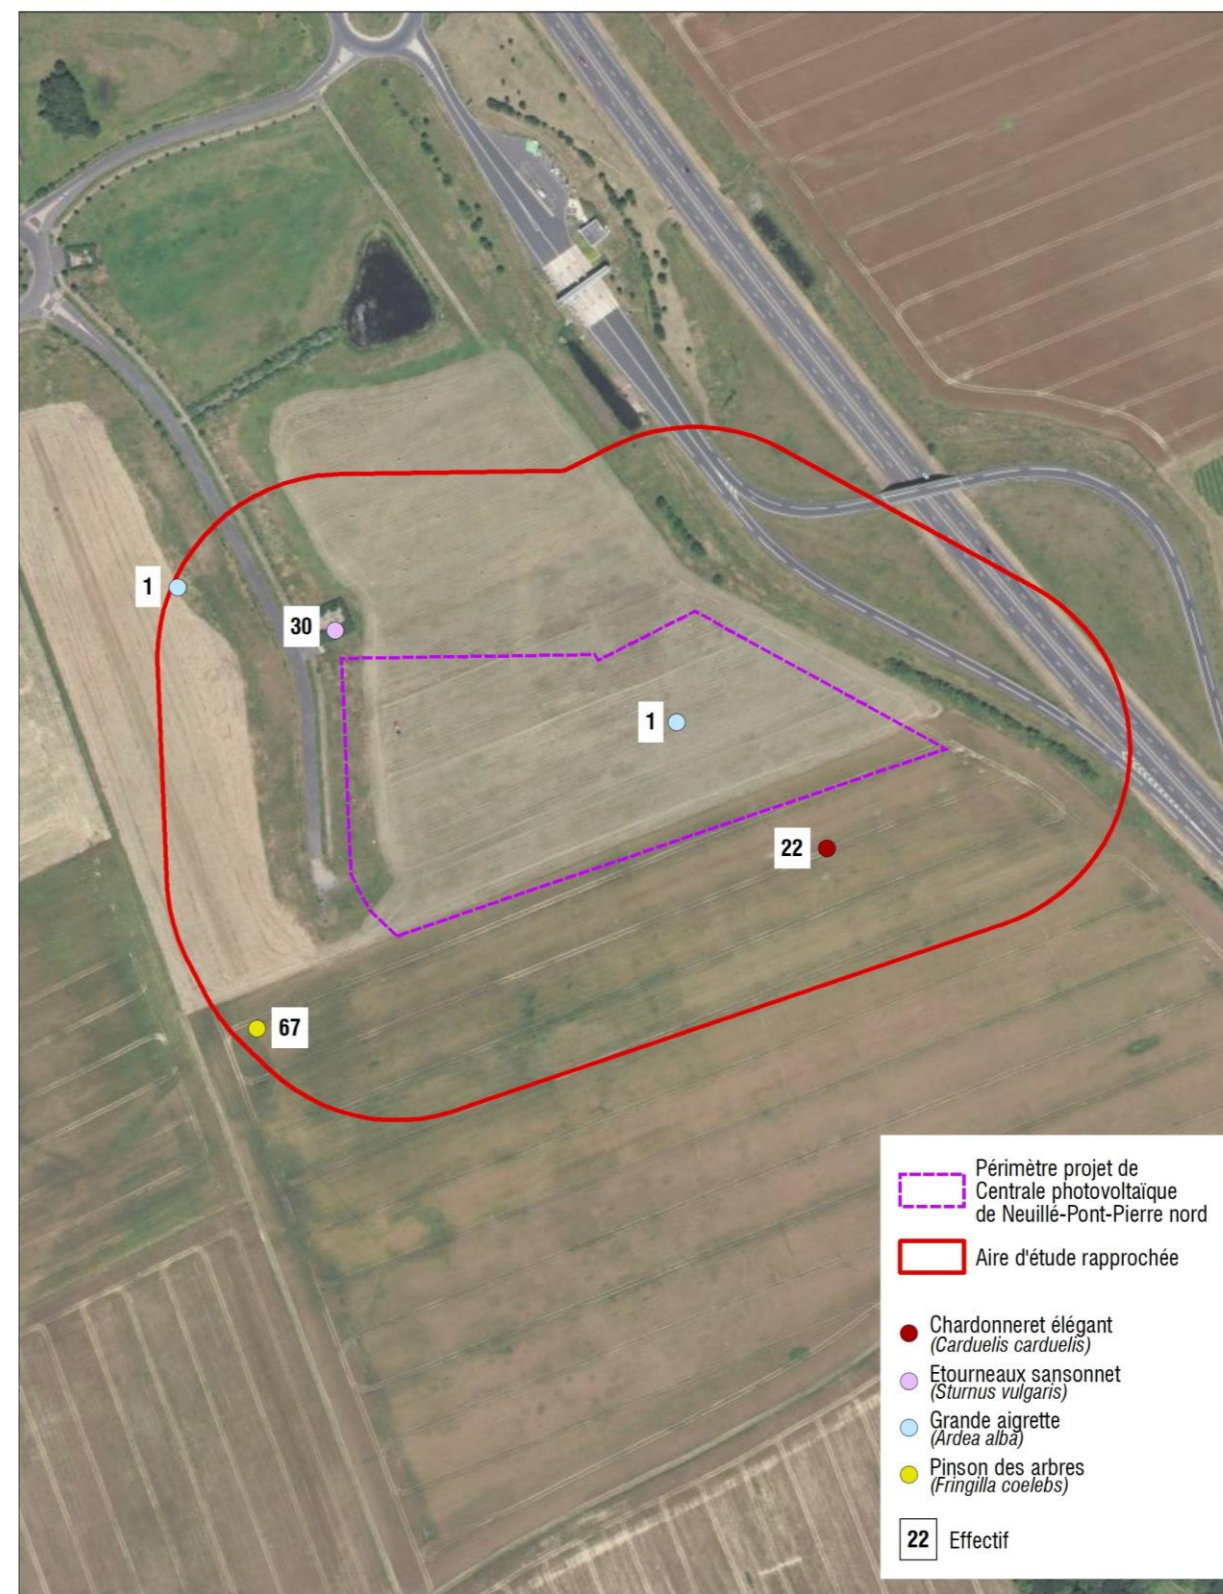 1
30
1
22
67
Périmètre projet de
Centrale photovoltaïque
de Neuillé-Pont-Pierre nord
Aire d'étude rapprochée
Chardonneret élégant
(Carduelis carduelis)
Etourneaux sansonnet
(Sturnus vulgaris)
Grande aigrette
(Ardea alba)
Pinson des arbres
(Fringilla coelebs)
22 Effectif